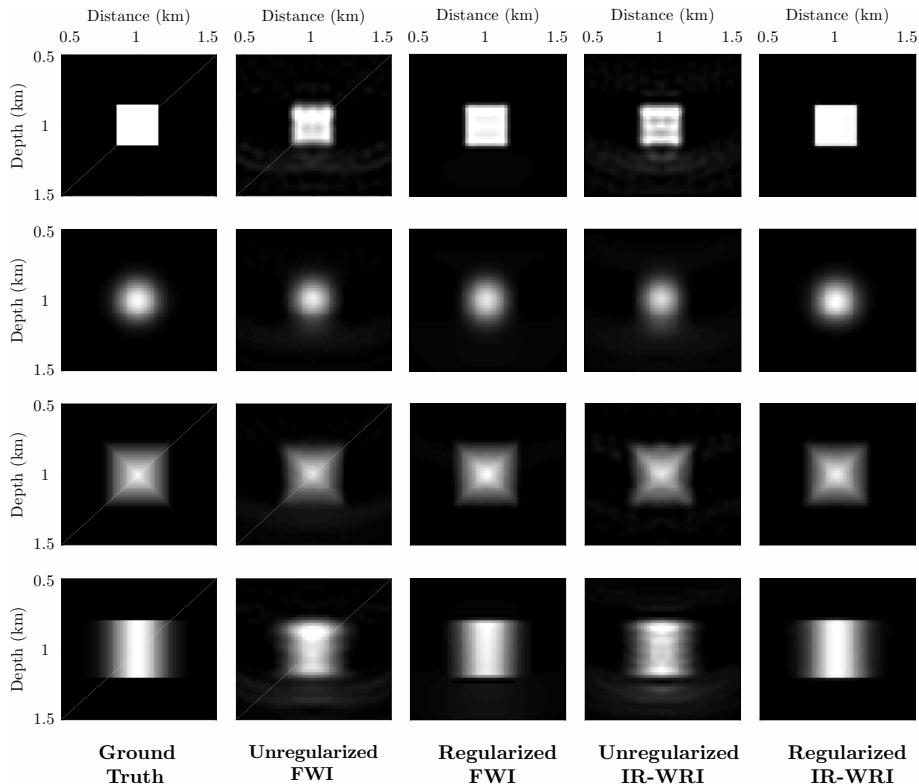 Distance (km) Distance (km) Distance (km) Distance (km) Distance (km)
0.5 1 1.5 0.5 1 1.5 0.5 1 1.5 0.5 1 1.5 0.5 1 1.5
0.5
Depth (km)
1
1.5
0.5
Depth (km)
1
1.5
0.5
Depth (km)
1
1.5
0.5
Depth (km)
1
1.5
Ground Unregularized Regularized Unregularized Regularized
Truth FWI FWI IR-WRI IR-WRI